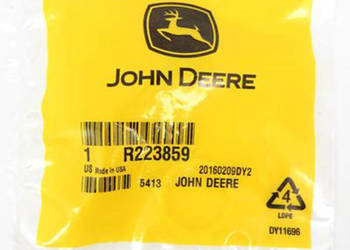 JOHN DEERE
1 R223859
US Made in USA 20160209DY2
5413 JOHN DEERE
4
LDPE
DY11696